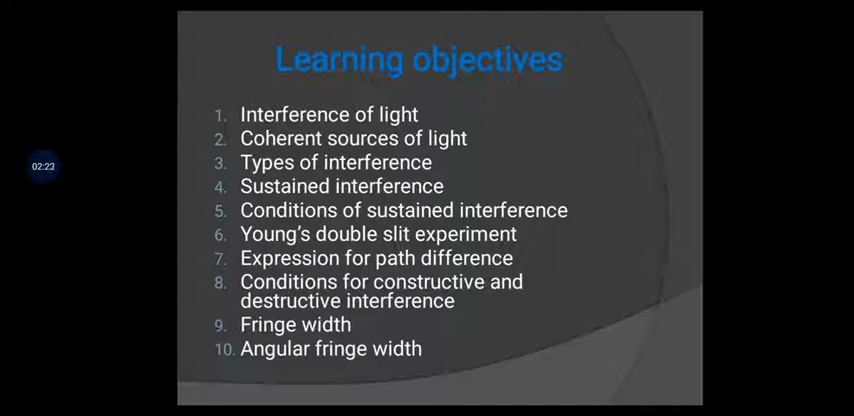 Learning objectives
1. Interference of light
2. Coherent sources of light
3. Types of interference
02:23
4. Sustained interference
5. Conditions of sustained interference
6. Young's double slit experiment
7. Expression for path difference
8. Conditions for constructive and
destructive interference
9. Fringe width
10. Angular fringe width